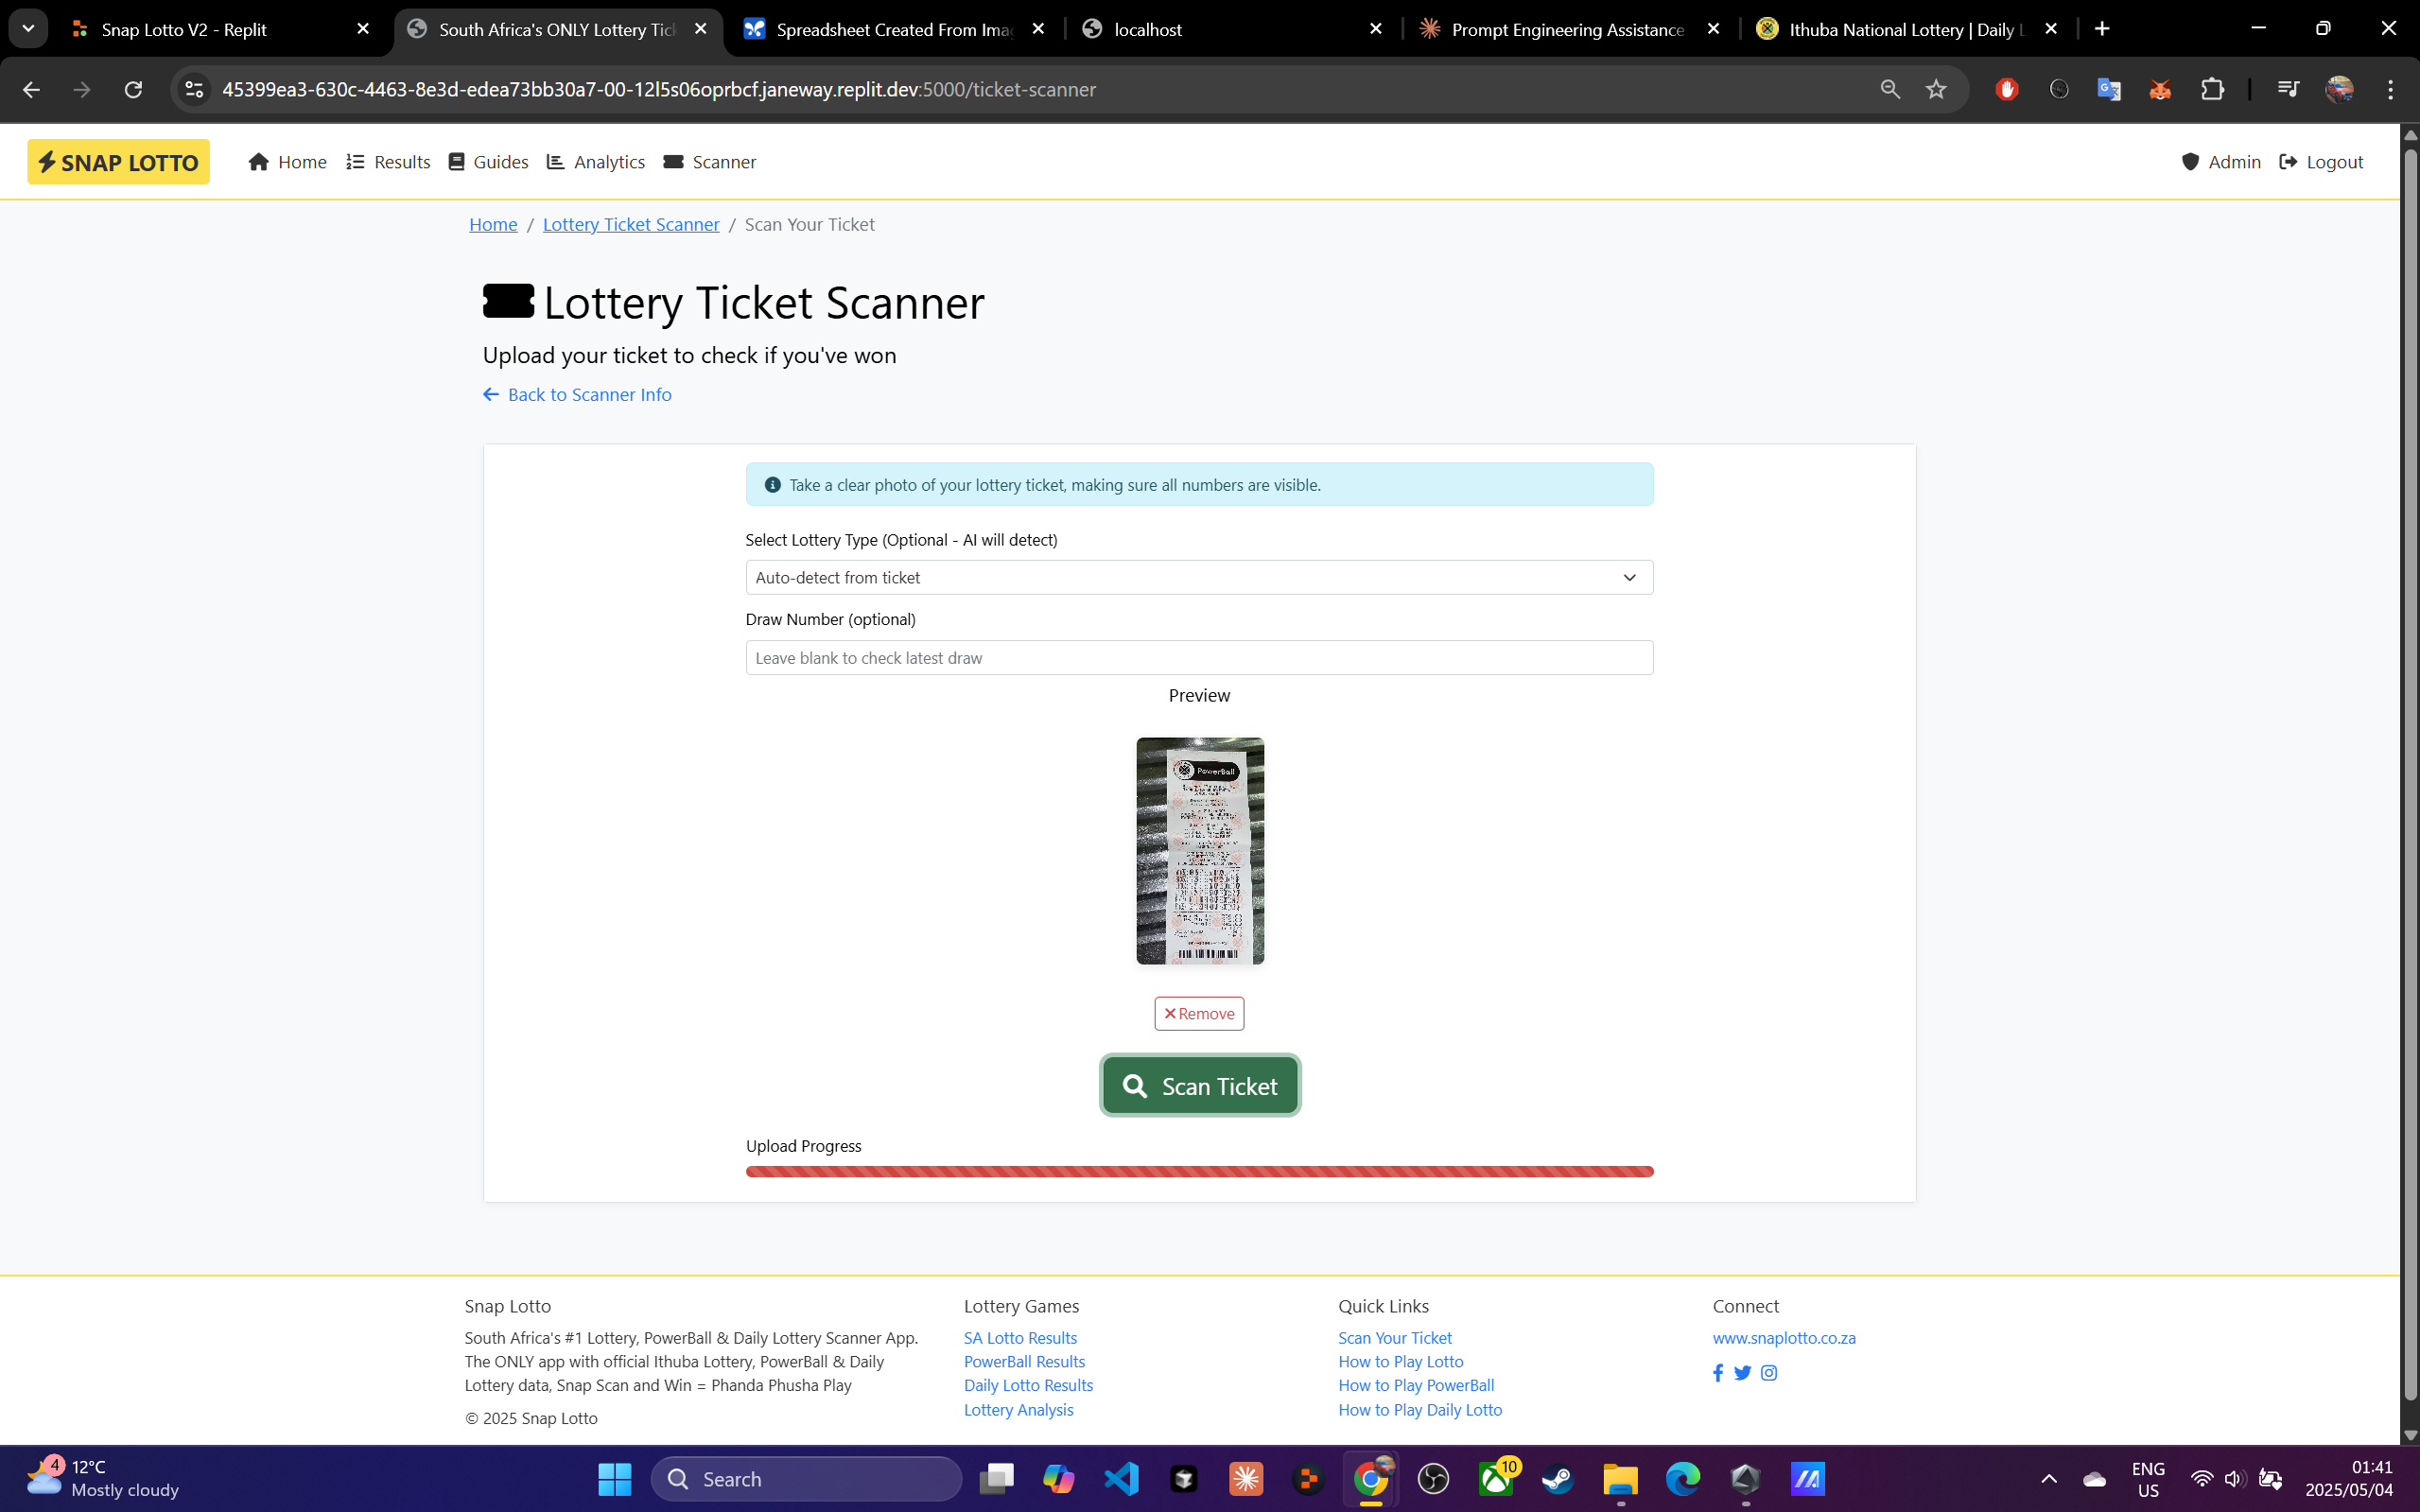 Snap Lotto V2 - Replit
South Africa's ONLY Lottery Tick
Spreadsheet Created From Imag
localhost
Prompt Engineering Assistance
Ithuba National Lottery | Daily L
45399ea3-630c-4463-8e3d-edea73bb30a7-00-12l5s06oprbcf.janeway.replit.dev:5000/ticket-scanner
SNAP LOTTO
Home
Results
Guides
Analytics
Scanner
Admin
Logout
Home / Lottery Ticket Scanner / Scan Your Ticket
Lottery Ticket Scanner
Upload your ticket to check if you've won
Back to Scanner Info
Take a clear photo of your lottery ticket, making sure all numbers are visible.
Select Lottery Type (Optional - AI will detect)
Auto-detect from ticket
Draw Number (optional)
Leave blank to check latest draw
Preview
PowerBall
Remove
Scan Ticket
Upload Progress
Snap Lotto
South Africa's #1 Lottery, PowerBall & Daily Lottery Scanner App.
The ONLY app with official Ithuba Lottery, PowerBall & Daily
Lottery data, Snap Scan and Win = Phanda Phusha Play
© 2025 Snap Lotto
Lottery Games
SA Lotto Results
PowerBall Results
Daily Lotto Results
Lottery Analysis
Quick Links
Scan Your Ticket
How to Play Lotto
How to Play PowerBall
How to Play Daily Lotto
Connect
www.snaplotto.co.za
4
12°C
Mostly cloudy
Search
10
ENG
US
01:41
2025/05/04